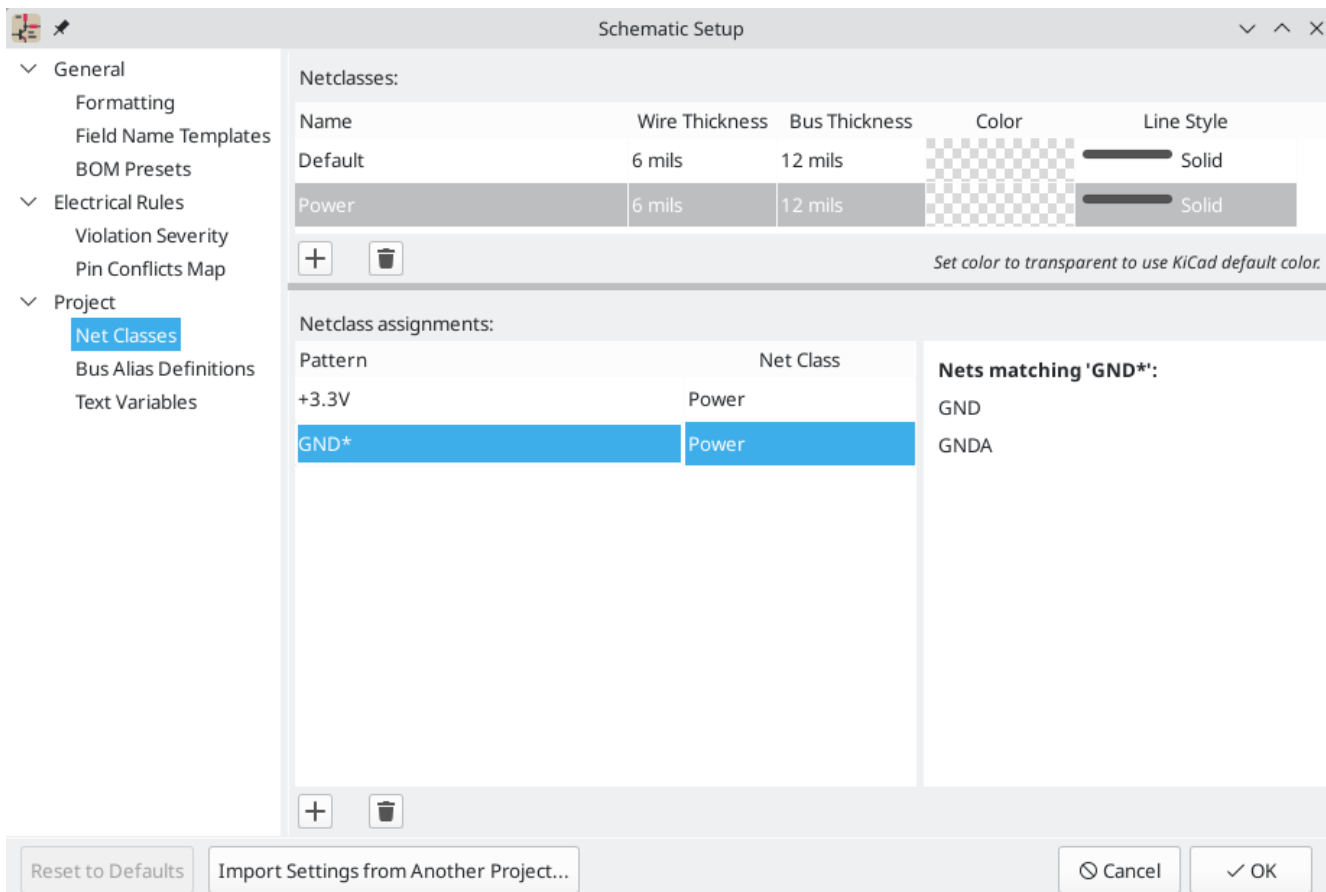 Schematic Setup
General
Formatting
Field Name Templates
BOM Presets
Electrical Rules
Violation Severity
Pin Conflicts Map
Project
Net Classes
Bus Alias Definitions
Text Variables
Netclasses:
Name Wire Thickness Bus Thickness Color Line Style
Default 6 mils 12 mils Solid
Power 6 mils 12 mils Solid
Set color to transparent to use KiCad default color.
Netclass assignments:
Pattern Net Class
+3.3V Power
GND* Power
Nets matching 'GND*':
GND
GNDA
Reset to Defaults Import Settings from Another Project... Cancel OK